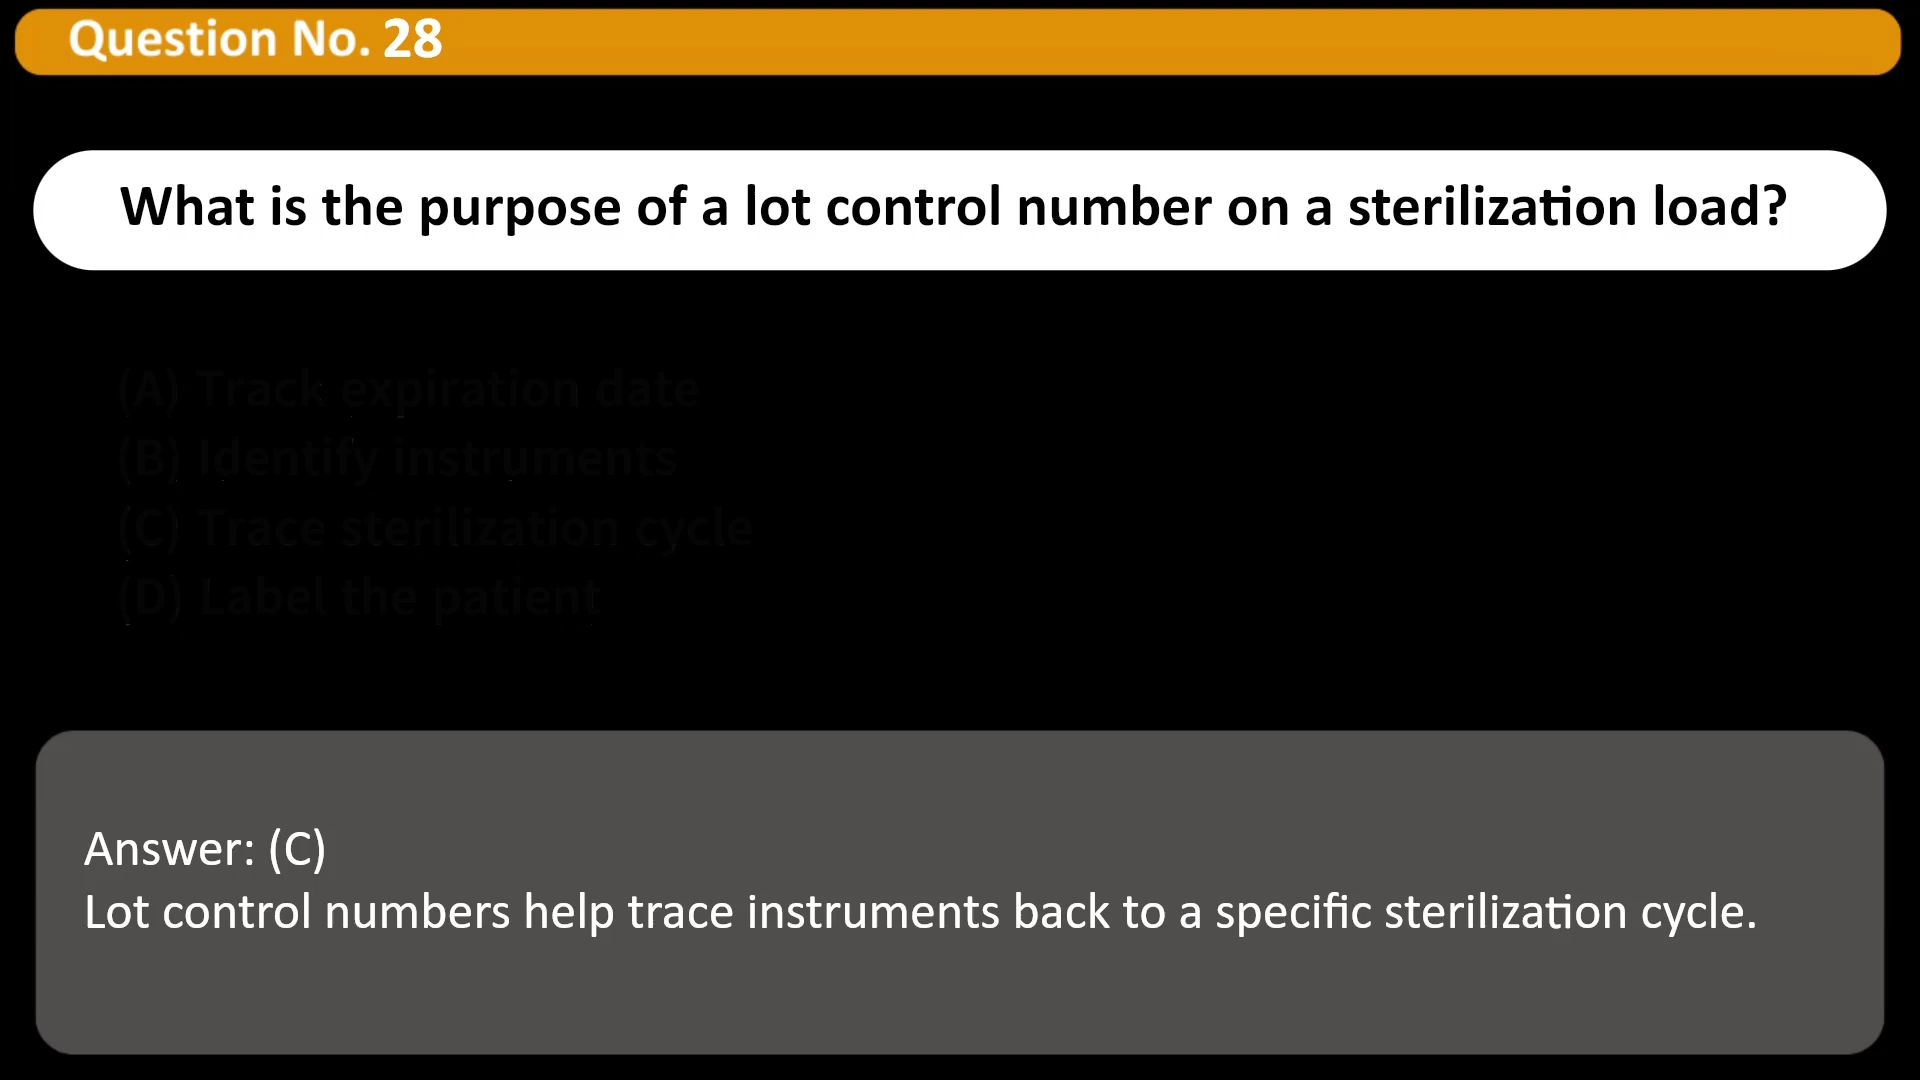 Question No. 28
What is the purpose of a lot control number on a sterilization load?
(A) Track expiration date
(B) Identify instruments
(C) Trace sterilization cycle
(D) Label the patient
Answer: (C)
Lot control numbers help trace instruments back to a specific sterilization cycle.